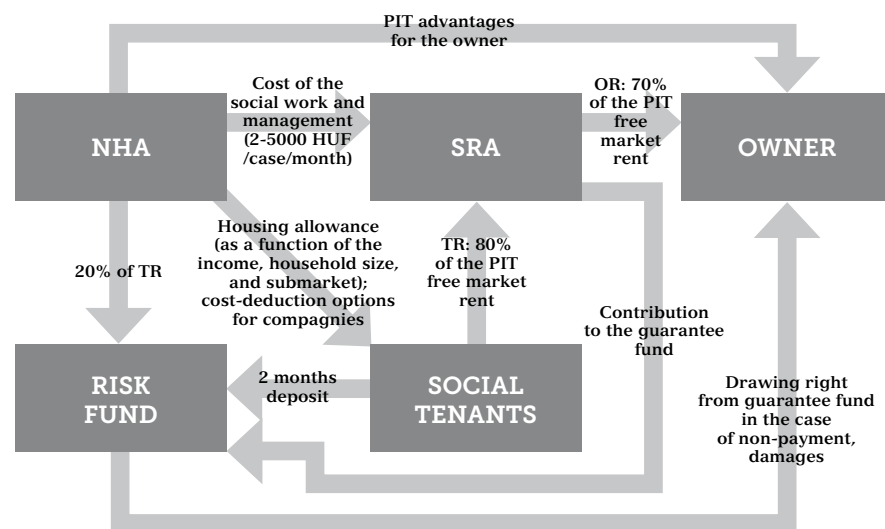 PIT advantages
for the owner
NHA
Cost of the
social work and
management
(2-5000 HUF
/case/month)
SRA
OR: 70%
of the PIT
free
market
rent
OWNER
20% of TR
Housing allowance
(as a function of the
income, household size,
and submarket);
cost-deduction options
for compagnies
TR: 80%
of the PIT
free market
rent
Contribution
to the guarantee
fund
RISK
FUND
2 months
deposit
SOCIAL
TENANTS
Drawing right
from guarantee fund
in the case
of non-payment,
damages